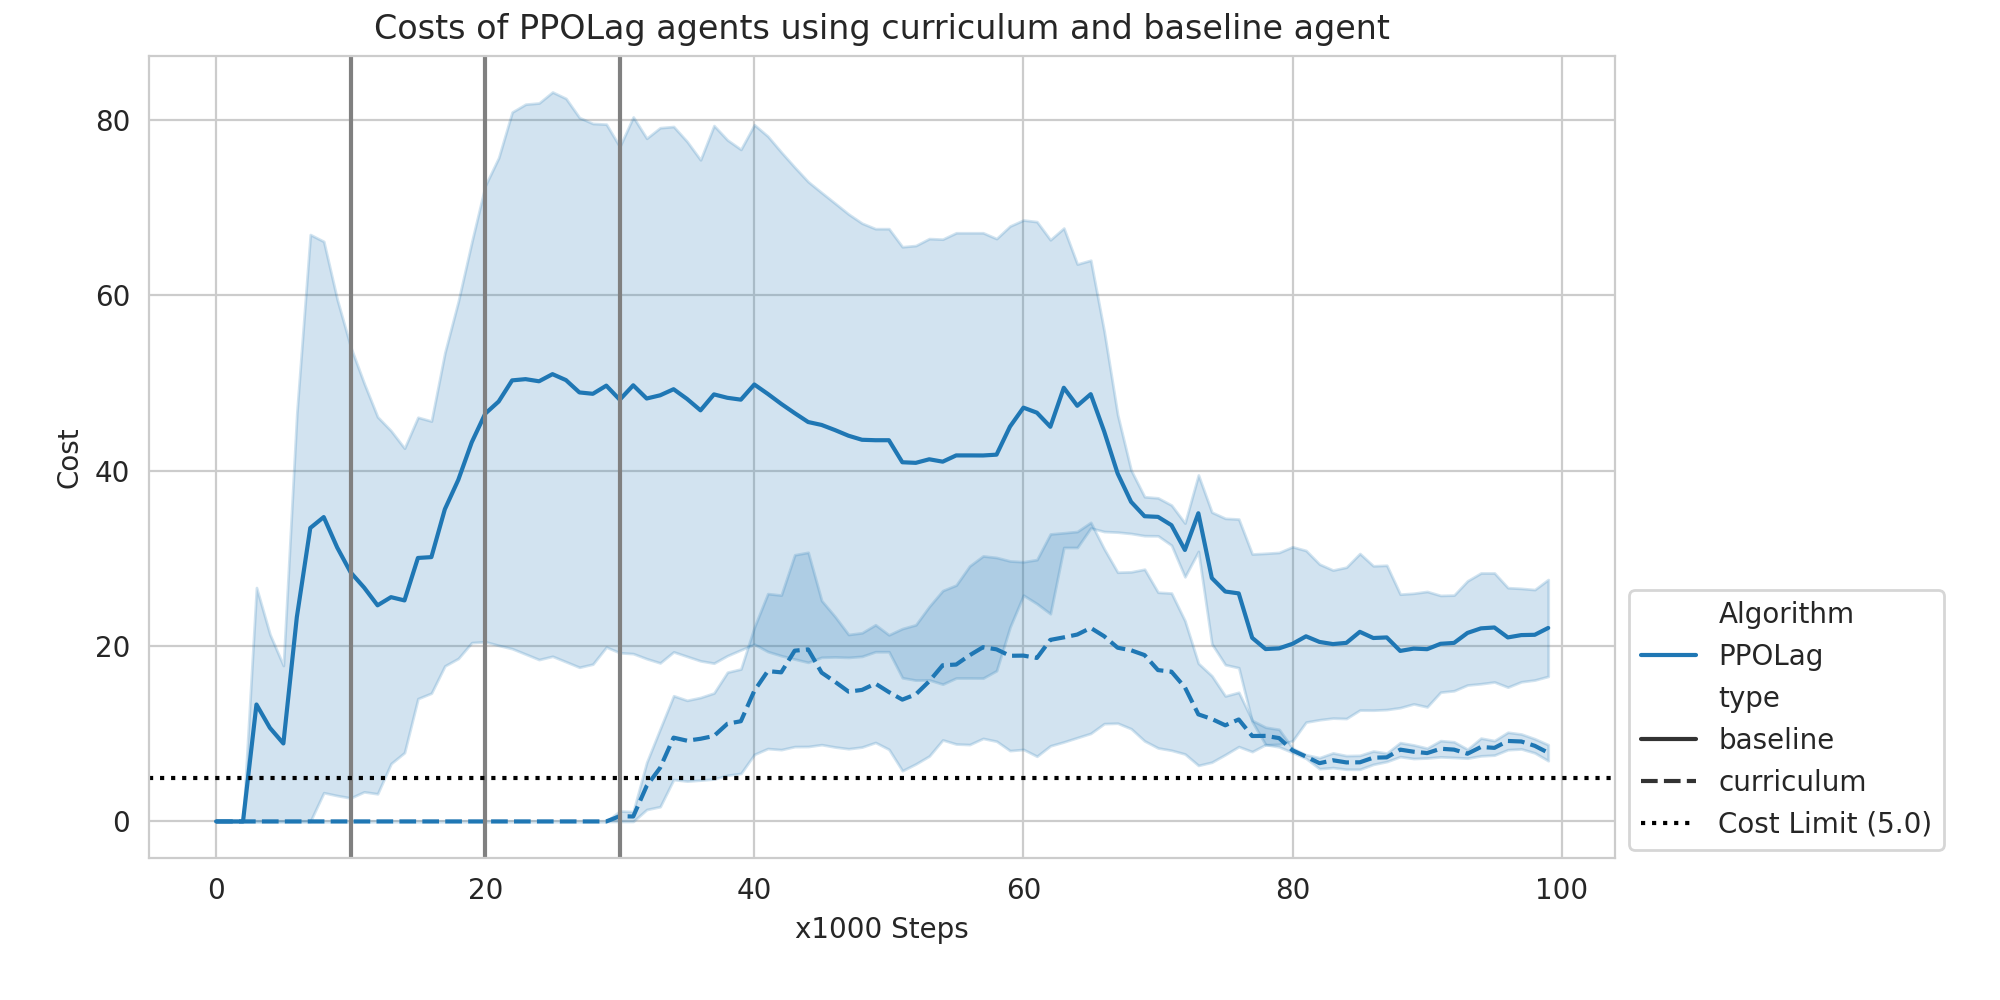 Costs of PPOLag agents using curriculum and baseline agent
Cost
80
60
40
20
0
0 20 40 60 80 100
x1000 Steps
Algorithm
PPOLag
type
baseline
curriculum
Cost Limit (5.0)